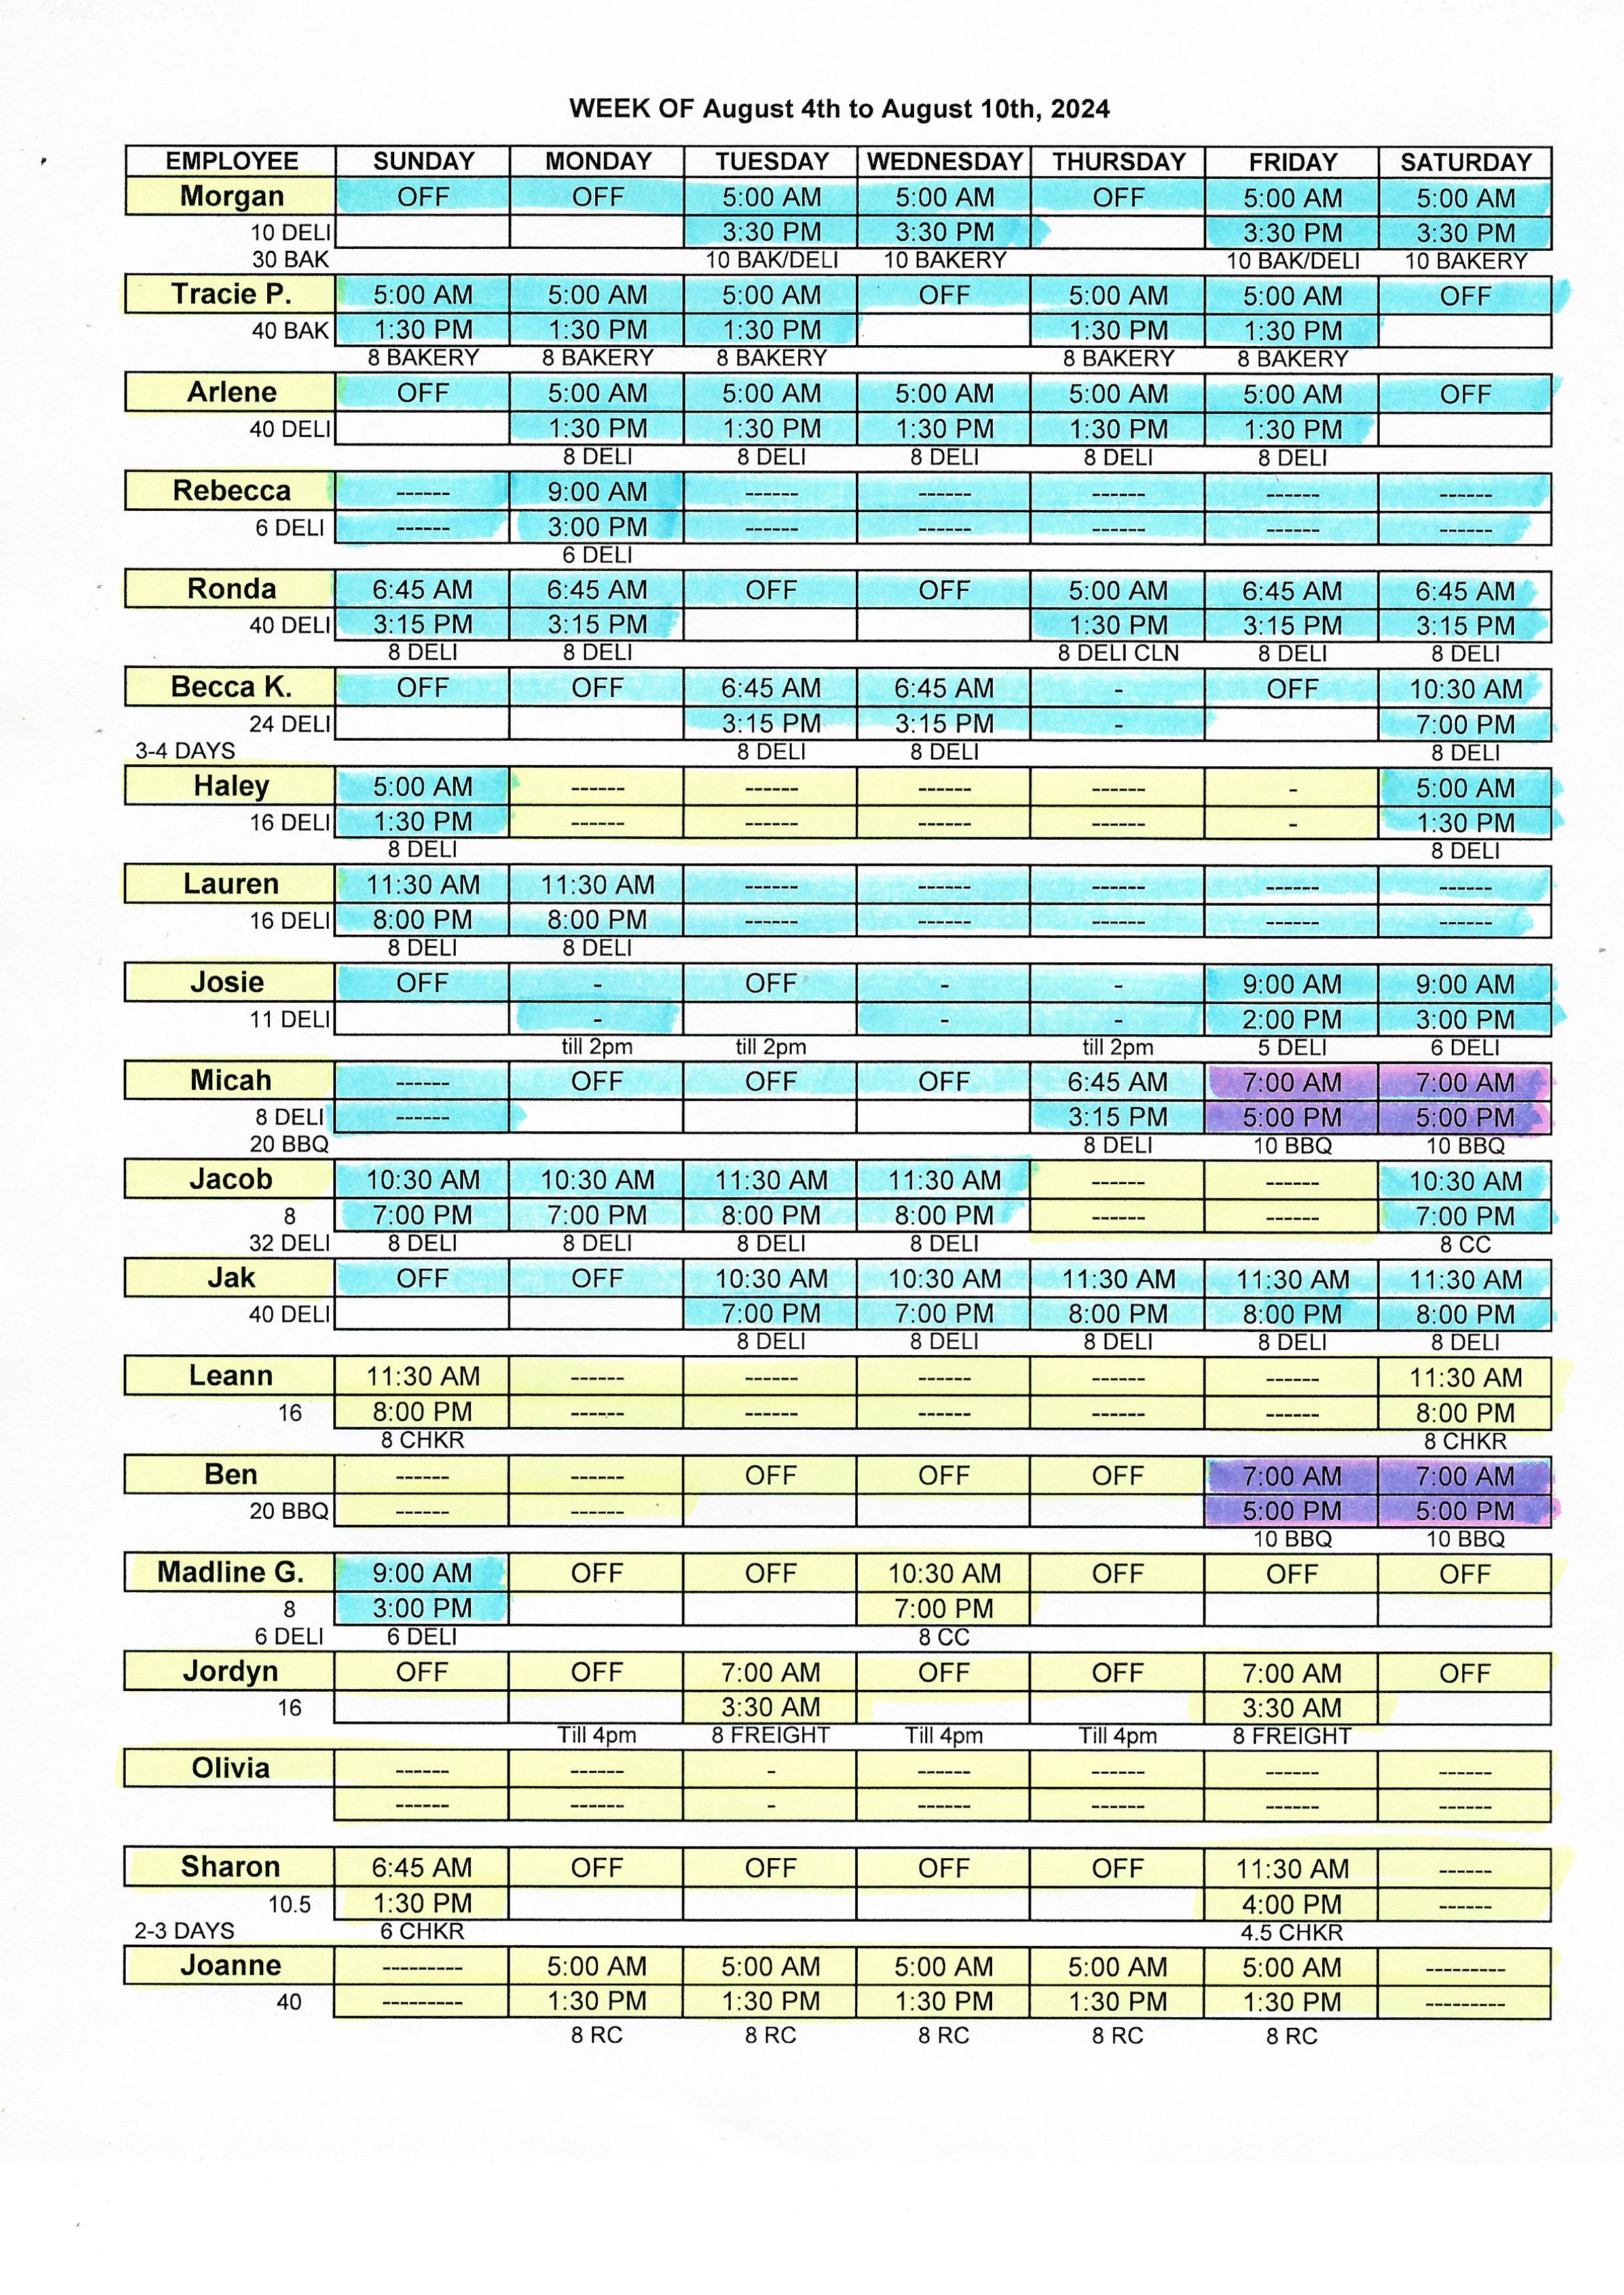 WEEK OF August 4th to August 10th, 2024
EMPLOYEE SUNDAY MONDAY TUESDAY WEDNESDAY THURSDAY FRIDAY SATURDAY
Morgan OFF OFF 5:00 AM 5:00 AM OFF 5:00 AM 5:00 AM
10 DELI 3:30 PM 3:30 PM 3:30 PM 3:30 PM
30 BAK 10 BAK/DELI 10 BAKERY 10 BAK/DELI 10 BAKERY
Tracie P. 5:00 AM 5:00 AM 5:00 AM OFF 5:00 AM 5:00 AM OFF
40 BAK 1:30 PM 1:30 PM 1:30 PM 1:30 PM 1:30 PM
8 BAKERY 8 BAKERY 8 BAKERY 8 BAKERY 8 BAKERY
Arlene OFF 5:00 AM 5:00 AM 5:00 AM 5:00 AM 5:00 AM OFF
40 DELI 1:30 PM 1:30 PM 1:30 PM 1:30 PM 1:30 PM
8 DELI 8 DELI 8 DELI 8 DELI 8 DELI
Rebecca ------ 9:00 AM ------ ------ ------ ------ ------
6 DELI ------ 3:00 PM ------ ------ ------ ------ ------
6 DELI
Ronda 6:45 AM 6:45 AM OFF OFF 5:00 AM 6:45 AM 6:45 AM
40 DELI 3:15 PM 3:15 PM 1:30 PM 3:15 PM 3:15 PM
8 DELI 8 DELI 8 DELI CLN 8 DELI 8 DELI
Becca K. OFF OFF 6:45 AM 6:45 AM - OFF 10:30 AM
24 DELI 3:15 PM 3:15 PM - 7:00 PM
3-4 DAYS 8 DELI 8 DELI 8 DELI
Haley 5:00 AM ------ ------ ------ ------ - 5:00 AM
16 DELI 1:30 PM ------ ------ ------ ------ - 1:30 PM
8 DELI 8 DELI
Lauren 11:30 AM 11:30 AM ------ ------ ------ ------ ------
16 DELI 8:00 PM 8:00 PM ------ ------ ------ ------ ------
8 DELI 8 DELI
Josie OFF - OFF - - 9:00 AM 9:00 AM
11 DELI - - - 2:00 PM 3:00 PM
till 2pm till 2pm till 2pm 5 DELI 6 DELI
Micah ------ OFF OFF OFF 6:45 AM 7:00 AM 7:00 AM
8 DELI ------ 3:15 PM 5:00 PM 5:00 PM
20 BBQ 8 DELI 10 BBQ 10 BBQ
Jacob 10:30 AM 10:30 AM 11:30 AM 11:30 AM ------ ------ 10:30 AM
8 7:00 PM 7:00 PM 8:00 PM 8:00 PM ------ ------ 7:00 PM
32 DELI 8 DELI 8 DELI 8 DELI 8 DELI 8 CC
Jak OFF OFF 10:30 AM 10:30 AM 11:30 AM 11:30 AM 11:30 AM
40 DELI 7:00 PM 7:00 PM 8:00 PM 8:00 PM 8:00 PM
8 DELI 8 DELI 8 DELI 8 DELI 8 DELI
Leann 11:30 AM ------ ------ ------ ------ ------ 11:30 AM
16 8:00 PM ------ ------ ------ ------ ------ 8:00 PM
8 CHKR 8 CHKR
Ben ------ ------ OFF OFF OFF 7:00 AM 7:00 AM
20 BBQ ------ ------ 5:00 PM 5:00 PM
10 BBQ 10 BBQ
Madline G. 9:00 AM OFF OFF 10:30 AM OFF OFF OFF
8 3:00 PM 7:00 PM
6 DELI 6 DELI 8 CC
Jordyn OFF OFF 7:00 AM OFF OFF 7:00 AM OFF
16 3:30 AM 3:30 AM
Till 4pm 8 FREIGHT Till 4pm Till 4pm 8 FREIGHT
Olivia ------ ------ - ------ ------ ------ ------
------ ------ - ------ ------ ------ ------
Sharon 6:45 AM OFF OFF OFF OFF 11:30 AM ------
10.5 1:30 PM 4:00 PM ------
2-3 DAYS 6 CHKR 4.5 CHKR
Joanne --------- 5:00 AM 5:00 AM 5:00 AM 5:00 AM 5:00 AM ---------
40 --------- 1:30 PM 1:30 PM 1:30 PM 1:30 PM 1:30 PM ---------
8 RC 8 RC 8 RC 8 RC 8 RC